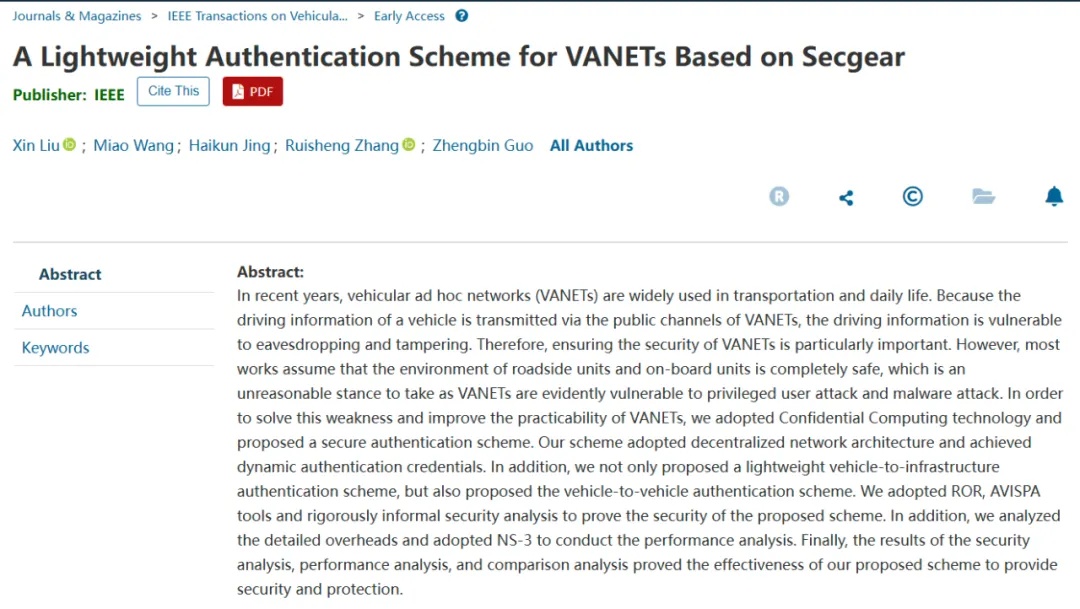 Journals & Magazines > IEEE Transactions on Vehicula... > Early Access ?
A Lightweight Authentication Scheme for VANETs Based on Secgear
Publisher: IEEE Cite This PDF
Xin Liu iD ; Miao Wang ; Haikun Jing ; Ruisheng Zhang iD ; Zhengbin Guo All Authors
R ©
Abstract
Authors
Keywords
Abstract:
In recent years, vehicular ad hoc networks (VANETs) are widely used in transportation and daily life. Because the
driving information of a vehicle is transmitted via the public channels of VANETs, the driving information is vulnerable
to eavesdropping and tampering. Therefore, ensuring the security of VANETs is particularly important. However, most
works assume that the environment of roadside units and on-board units is completely safe, which is an
unreasonable stance to take as VANETs are evidently vulnerable to privileged user attack and malware attack. In order
to solve this weakness and improve the practicability of VANETs, we adopted Confidential Computing technology and
proposed a secure authentication scheme. Our scheme adopted decentralized network architecture and achieved
dynamic authentication credentials. In addition, we not only proposed a lightweight vehicle-to-infrastructure
authentication scheme, but also proposed the vehicle-to-vehicle authentication scheme. We adopted ROR, AVISPA
tools and rigorously informal security analysis to prove the security of the proposed scheme. In addition, we analyzed
the detailed overheads and adopted NS-3 to conduct the performance analysis. Finally, the results of the security
analysis, performance analysis, and comparison analysis proved the effectiveness of our proposed scheme to provide
security and protection.